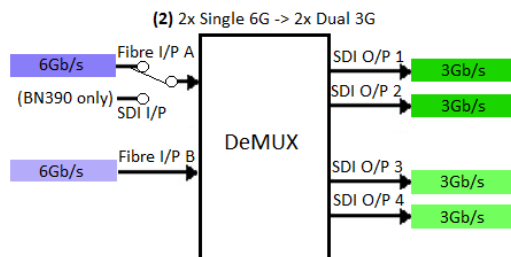 (2) 2x Single 6G -> 2x Dual 3G
Fibre I/P A
6Gb/s
(BN390 only)
SDI I/P
Fibre I/P B
6Gb/s
DeMUX
SDI O/P 1
3Gb/s
SDI O/P 2
3Gb/s
SDI O/P 3
3Gb/s
SDI O/P 4
3Gb/s